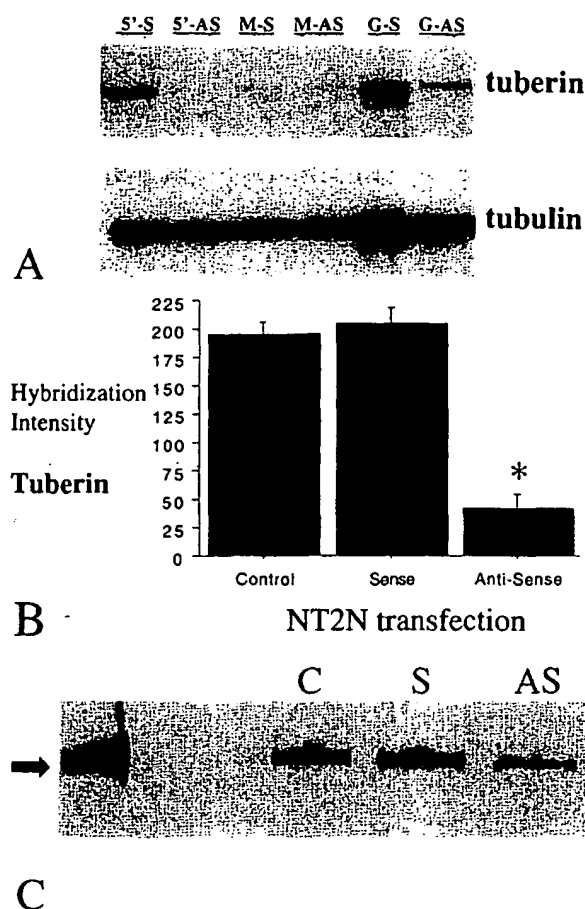 5'-S 5'-AS M-S M-AS G-S G-AS
tuberin
tubulin
A
225
200
175
150
125
100
75
50
25
0
Hybridization
Intensity
Tuberin
*
Control Sense Anti-Sense
B
NT2N transfection
C S AS
C